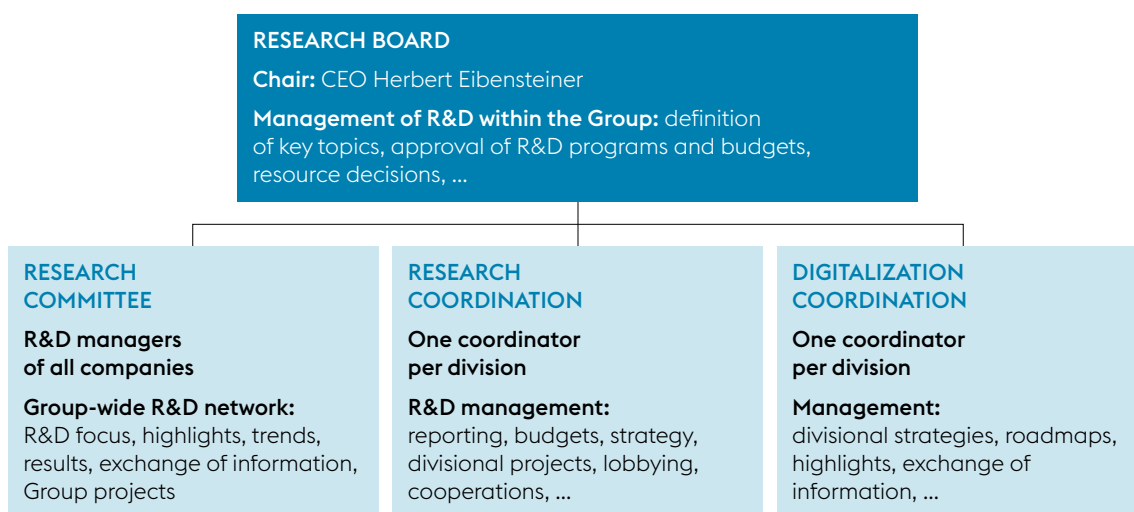 RESEARCH BOARD
Chair: CEO Herbert Eibensteiner
Management of R&D within the Group: definition
of key topics, approval of R&D programs and budgets,
resource decisions, ...
RESEARCH
COMMITTEE
R&D managers
of all companies
Group-wide R&D network:
R&D focus, highlights, trends,
results, exchange of information,
Group projects
RESEARCH
COORDINATION
One coordinator
per division
R&D management:
reporting, budgets, strategy,
divisional projects, lobbying,
cooperations, ...
DIGITALIZATION
COORDINATION
One coordinator
per division
Management:
divisional strategies, roadmaps,
highlights, exchange of
information, ...